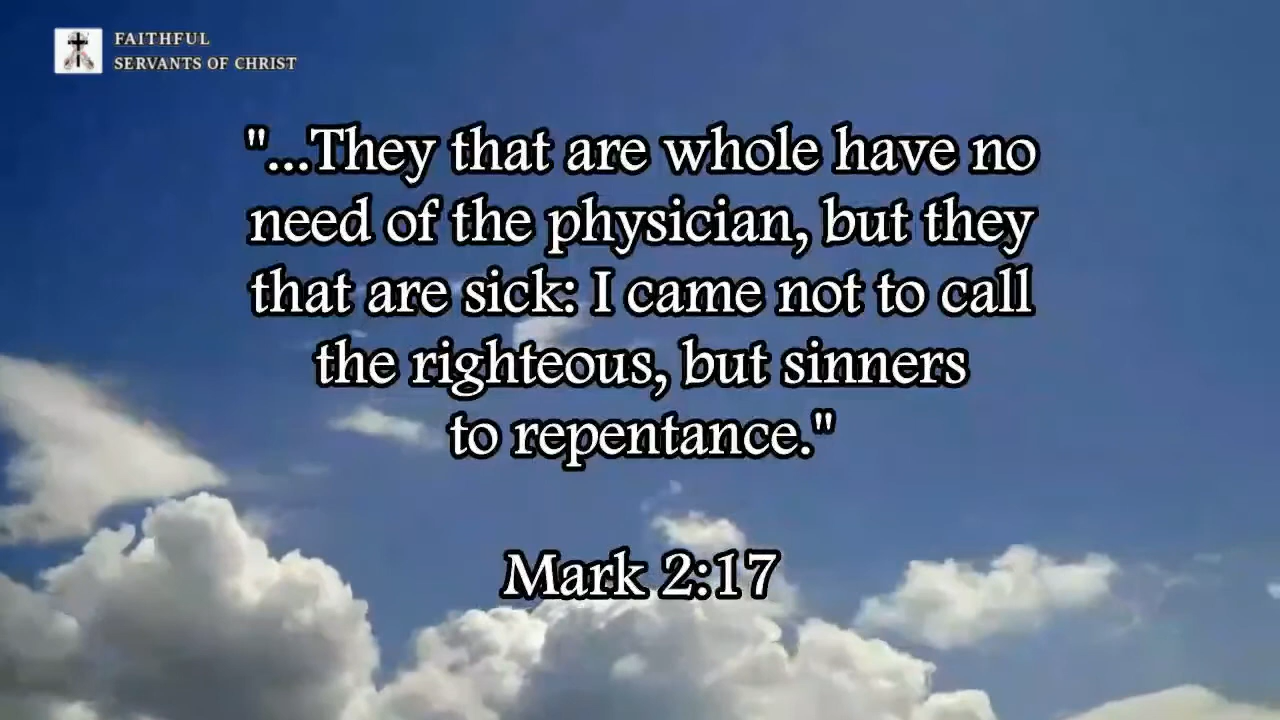 FAITHFUL
SERVANTS OF CHRIST
"...They that are whole have no
need of the physician, but they
that are sick: I came not to call
the righteous, but sinners
to repentance."
Mark 2:17